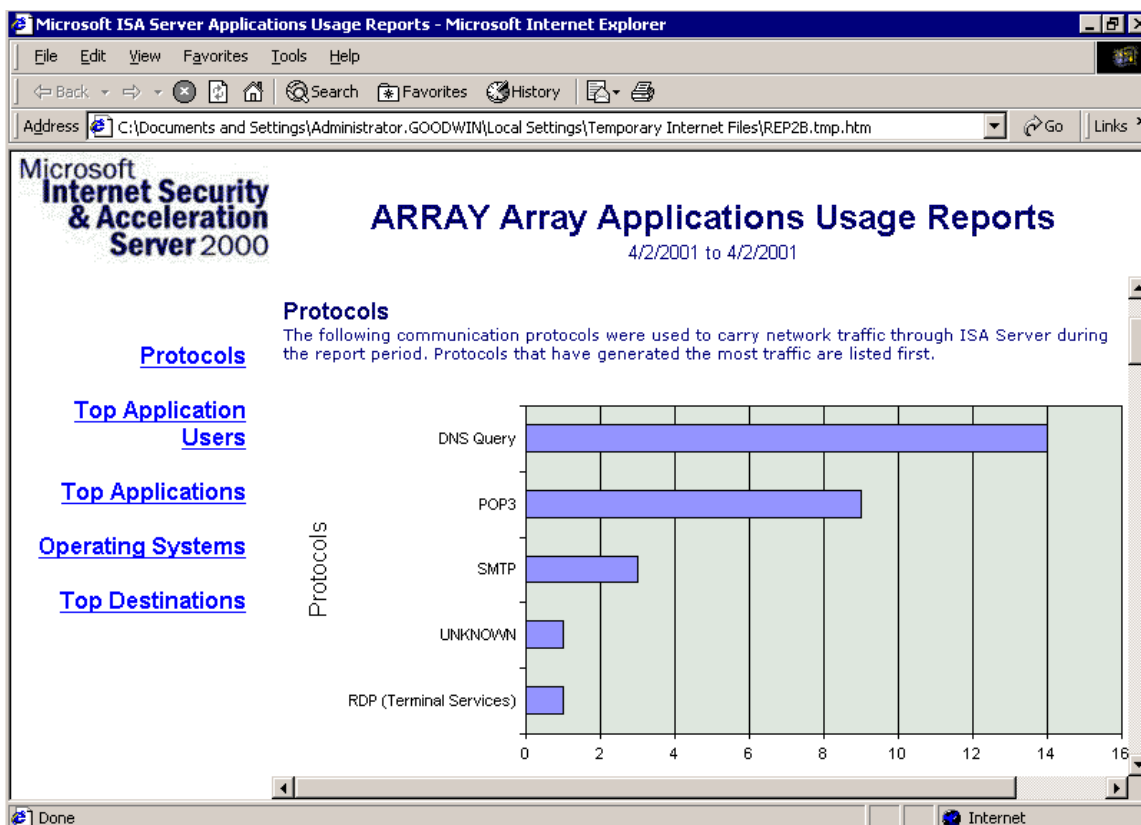 Microsoft ISA Server Applications Usage Reports - Microsoft Internet Explorer
File Edit View Favorites Tools Help
Back Search Favorites History
Address C:\Documents and Settings\Administrator.GOODWIN\Local Settings\Temporary Internet Files\REP2B.tmp.htm Go Links
Microsoft
Internet Security
& Acceleration
Server 2000
ARRAY Array Applications Usage Reports
4/2/2001 to 4/2/2001
Protocols
Top Application
Users
Top Applications
Operating Systems
Top Destinations
Protocols
The following communication protocols were used to carry network traffic through ISA Server during
the report period. Protocols that have generated the most traffic are listed first.
Protocols
DNS Query
POP3
SMTP
UNKNOWN
RDP (Terminal Services)
0 2 4 6 8 10 12 14 16
Done Internet